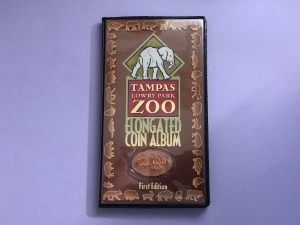 TAMPA'S
LOWRY PARK
ZOO
ELONGATED
COIN ALBUM
First Edition